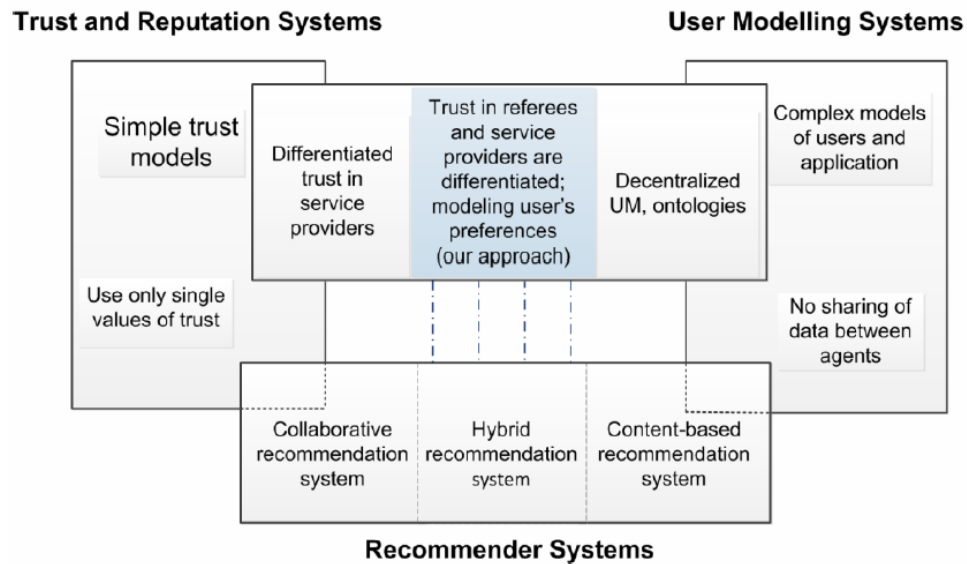 Trust and Reputation Systems
User Modelling Systems
Simple trust
models
Use only single
values of trust
Differentiated
trust in
service
providers
Trust in referees
and service
providers are
differentiated;
modeling user's
preferences
(our approach)
Decentralized
UM, ontologies
Complex models
of users and
application
No sharing of
data between
agents
Collaborative
recommendation
system
Hybrid
recommendation
system
Content-based
recommendation
system
Recommender Systems